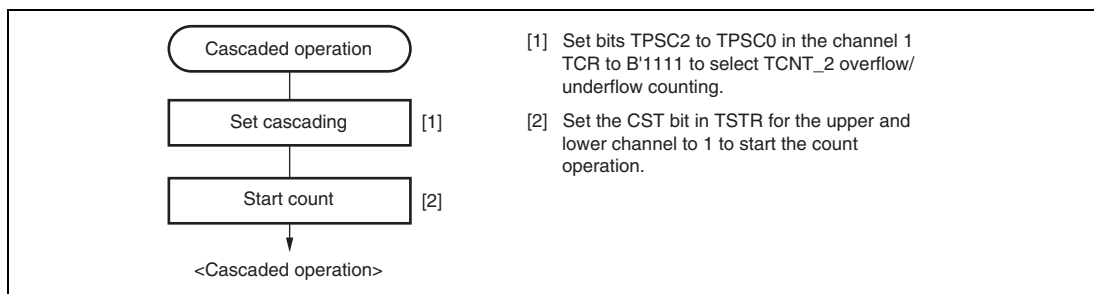 Cascaded operation
Set cascading
[1]
Start count
[2]
<Cascaded operation>
[1] Set bits TPSC2 to TPSC0 in the channel 1
TCR to B'1111 to select TCNT_2 overflow/
underflow counting.
[2] Set the CST bit in TSTR for the upper and
lower channel to 1 to start the count
operation.